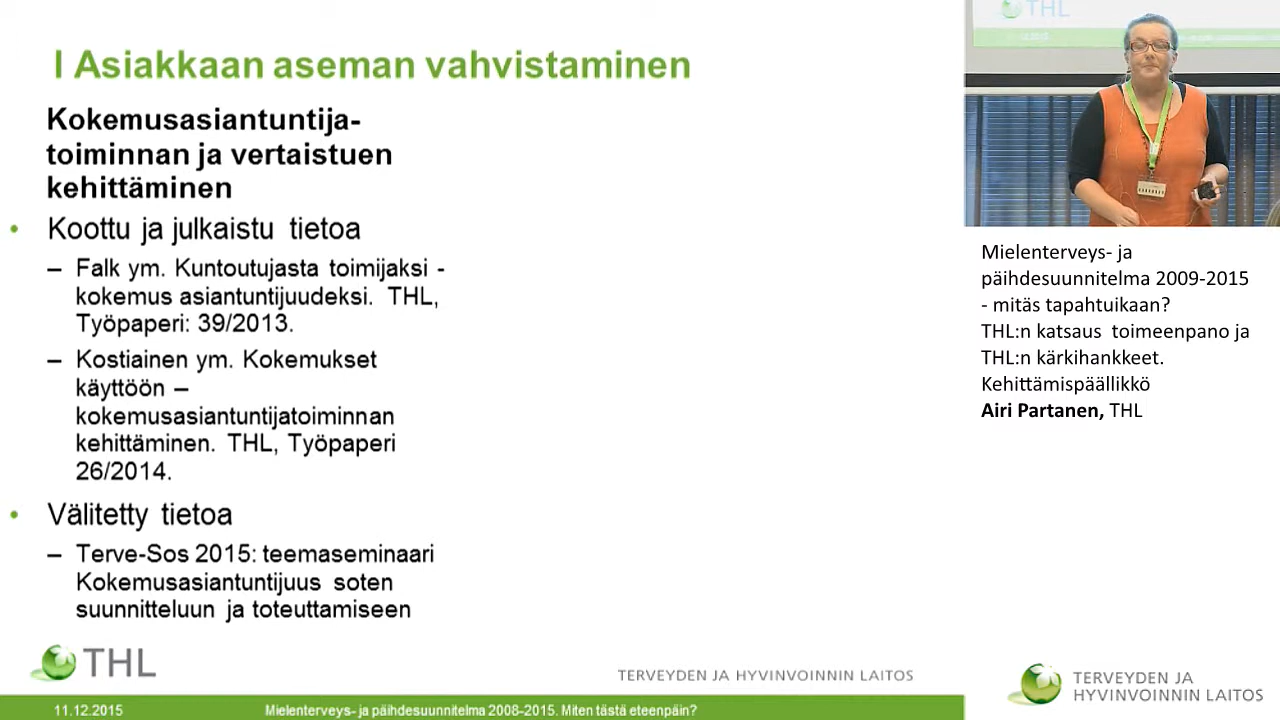 I Asiakkaan aseman vahvistaminen
Kokemusasiantuntija-
toiminnan ja vertaistuen
kehittäminen
• Koottu ja julkaistu tietoa
– Falk ym. Kuntoutujasta toimijaksi -
kokemus asiantuntijuudeksi. THL,
Työpaperi: 39/2013.
– Kostiainen ym. Kokemukset
käyttöön –
kokemusasiantuntijatoiminnan
kehittäminen. THL, Työpaperi
26/2014.
• Välitetty tietoa
– Terve-Sos 2015: teemaseminaari
Kokemusasiantuntijuus soten
suunnitteluun ja toteuttamiseen
THL
TERVEYDEN JA HYVINVOINNIN LAITOS
11.12.2015
Mielenterveys- ja päihdesuunnitelma 2008-2015. Miten tästä eteenpäin?
THL
Mielenterveys- ja
päihdesuunnitelma 2009-2015
- mitäs tapahtuikaan?
THL:n katsaus toimeenpano ja
THL:n kärkihankkeet.
Kehittämispäällikkö
Airi Partanen, THL
TERVEYDEN JA
HYVINVOINNIN LAITOS